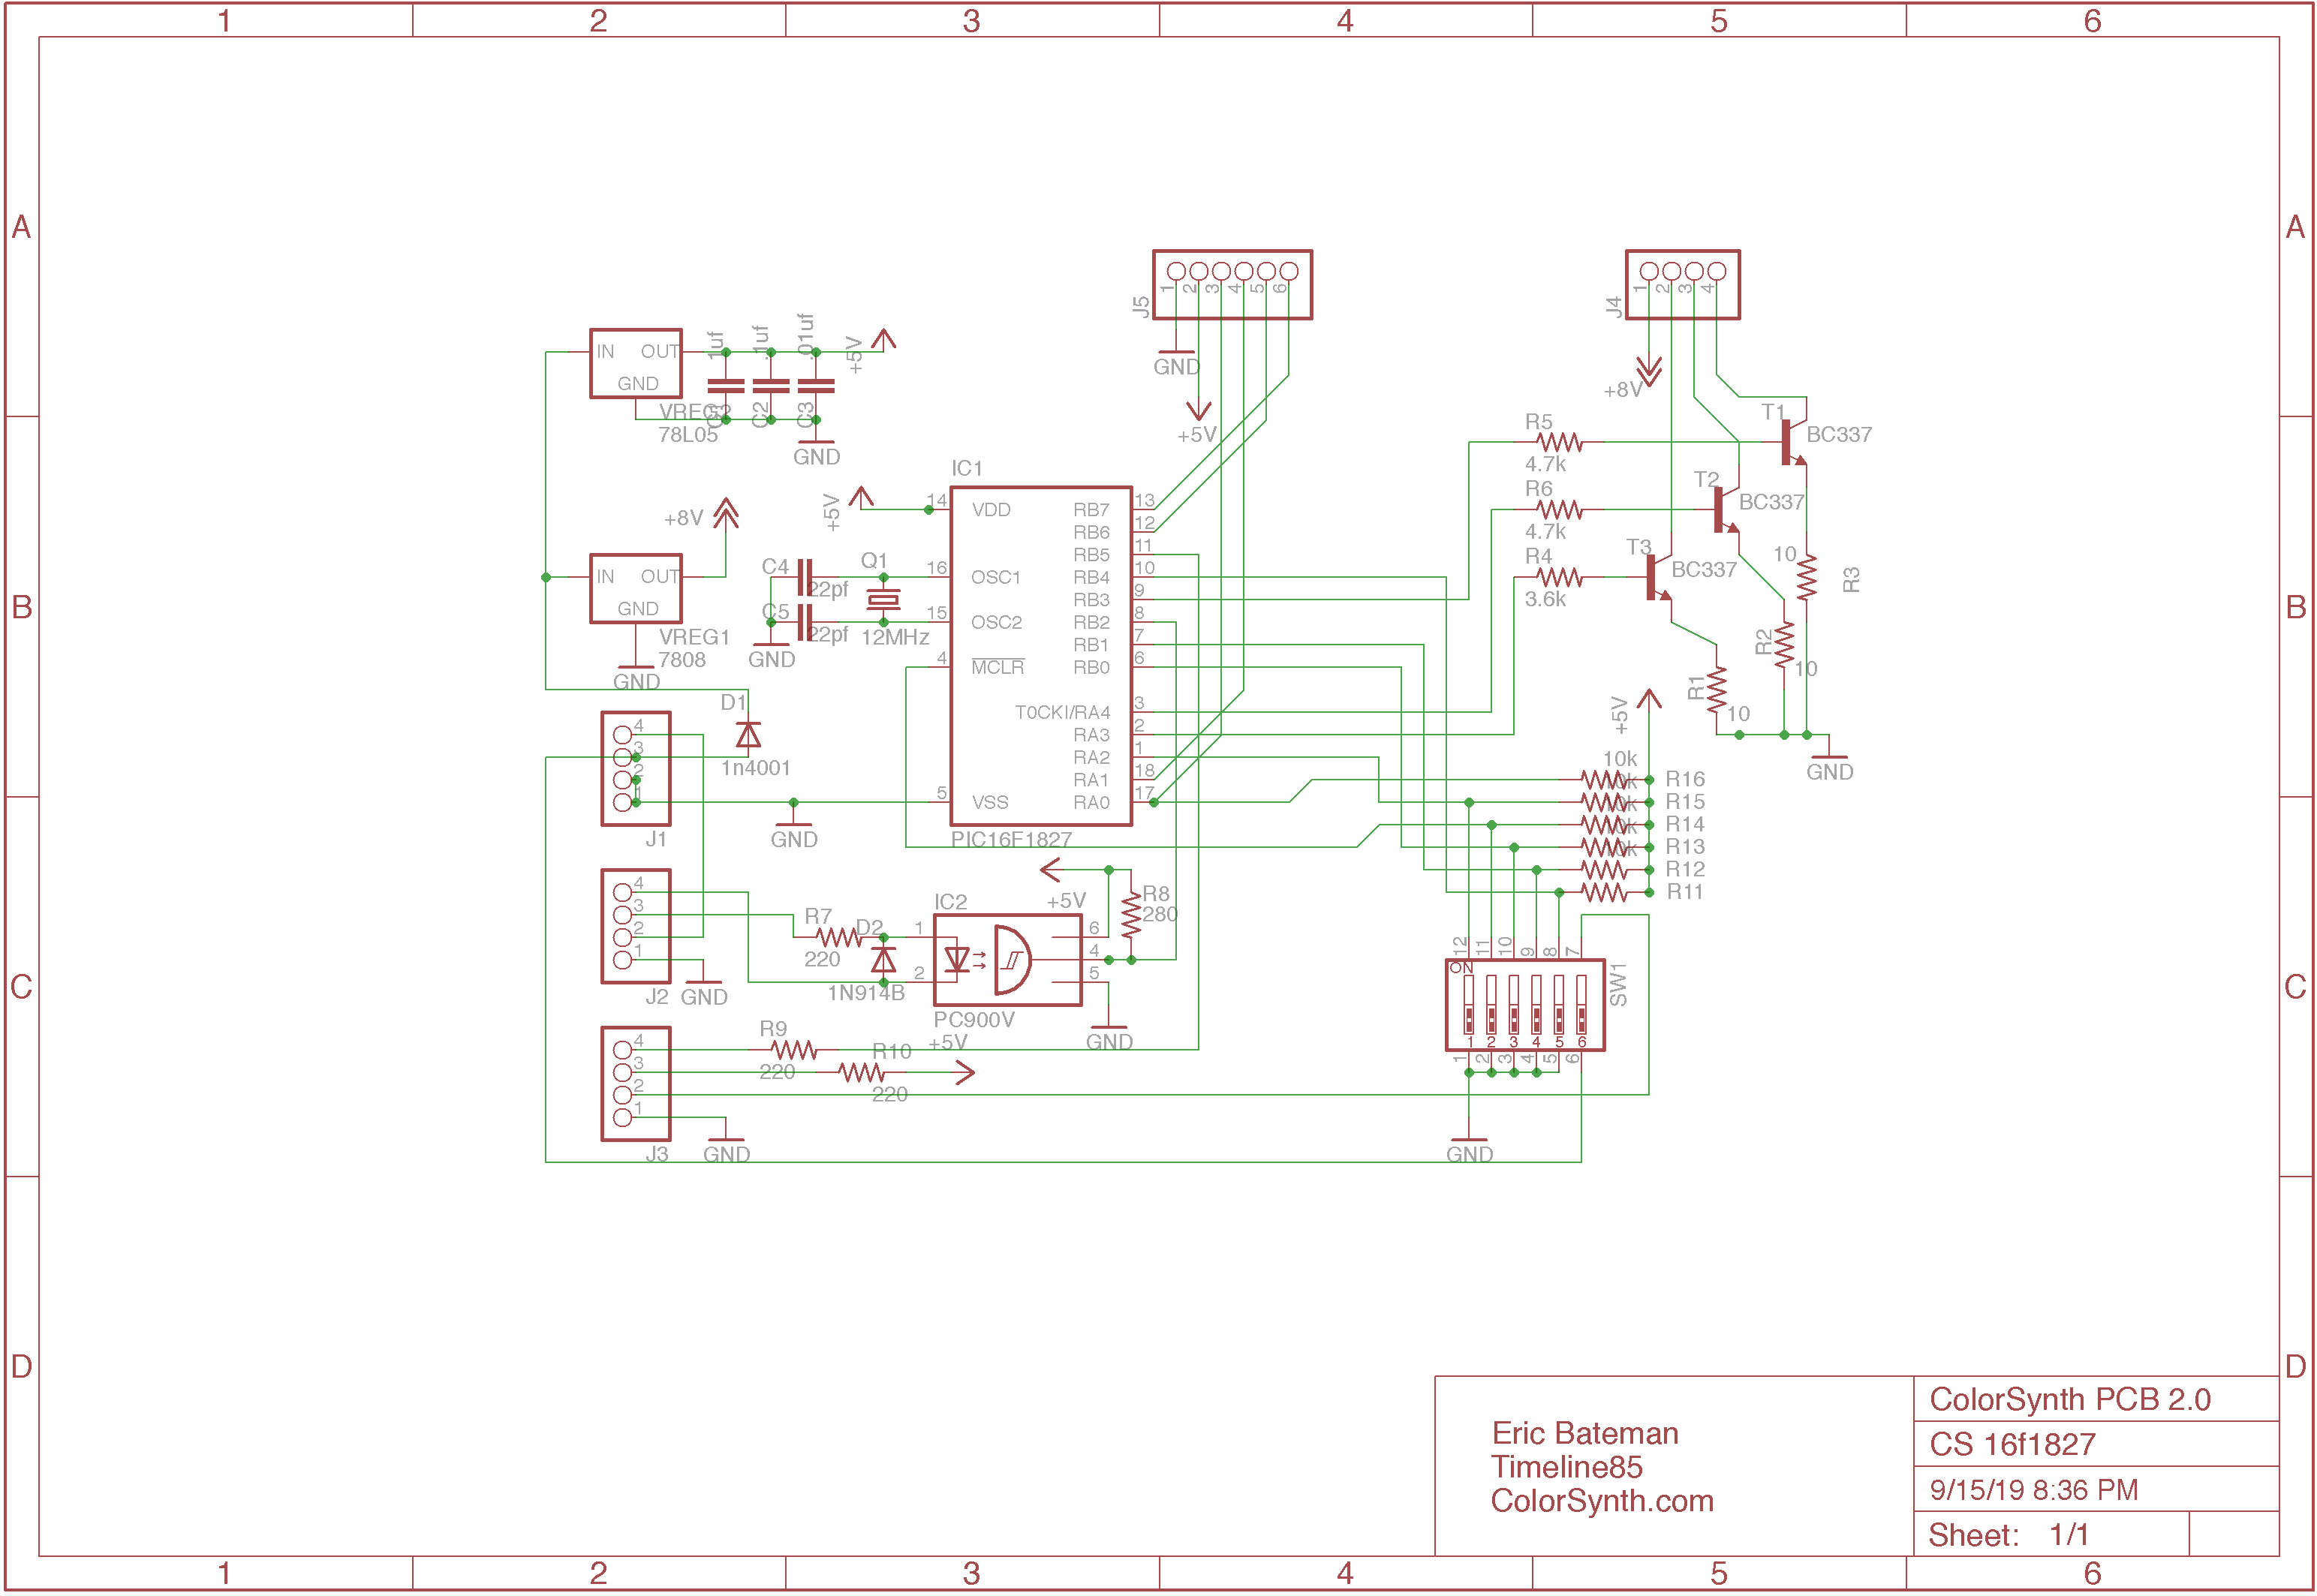 1 2 3 4 5 6
A A
B B
C C
D D
J5
1 2 3 4 5 6
GND
+5V
J4
1 2 3 4
+8V
IN OUT
GND
VREG2
78L05
1uf .1uf .01uf
C2 C3
+5V
GND
+8V
IN OUT
GND
VREG1
7808
GND
+5V
C4
22pf
C5
22pf
GND
Q1
12MHz
IC1
14 VDD
16 OSC1
15 OSC2
4 MCLR
5 VSS
RB7 13
RB6 12
RB5 11
RB4 10
RB3 9
RB2 8
RB1 7
RB0 6
T0CKI/RA4 3
RA3 2
RA2 1
RA1 18
RA0 17
PIC16F1827
R5
4.7k
R6
4.7k
R4
3.6k
T1
BC337
T2
BC337
T3
BC337
10
R3
R2
10
R1
10
GND
+5V
10k
R16
10k
R15
10k
R14
10k
R13
R12
R11
D1
1n4001
4
3
2
1
J1
GND
4
3
2
1
J2
GND
R7
220
D2
1N914B
IC2
1
2
6
4
5
PC900V
+5V
R8
280
GND
4
3
2
1
J3
GND
R9
220
R10
220
+5V
12 11 10 9 8 7
ON
SW1
1 2 3 4 5 6
1 2 3 4 5 6
GND
Eric Bateman
Timeline85
ColorSynth.com
ColorSynth PCB 2.0
CS 16f1827
9/15/19 8:36 PM
Sheet: 1/1
1 2 3 4 5 6